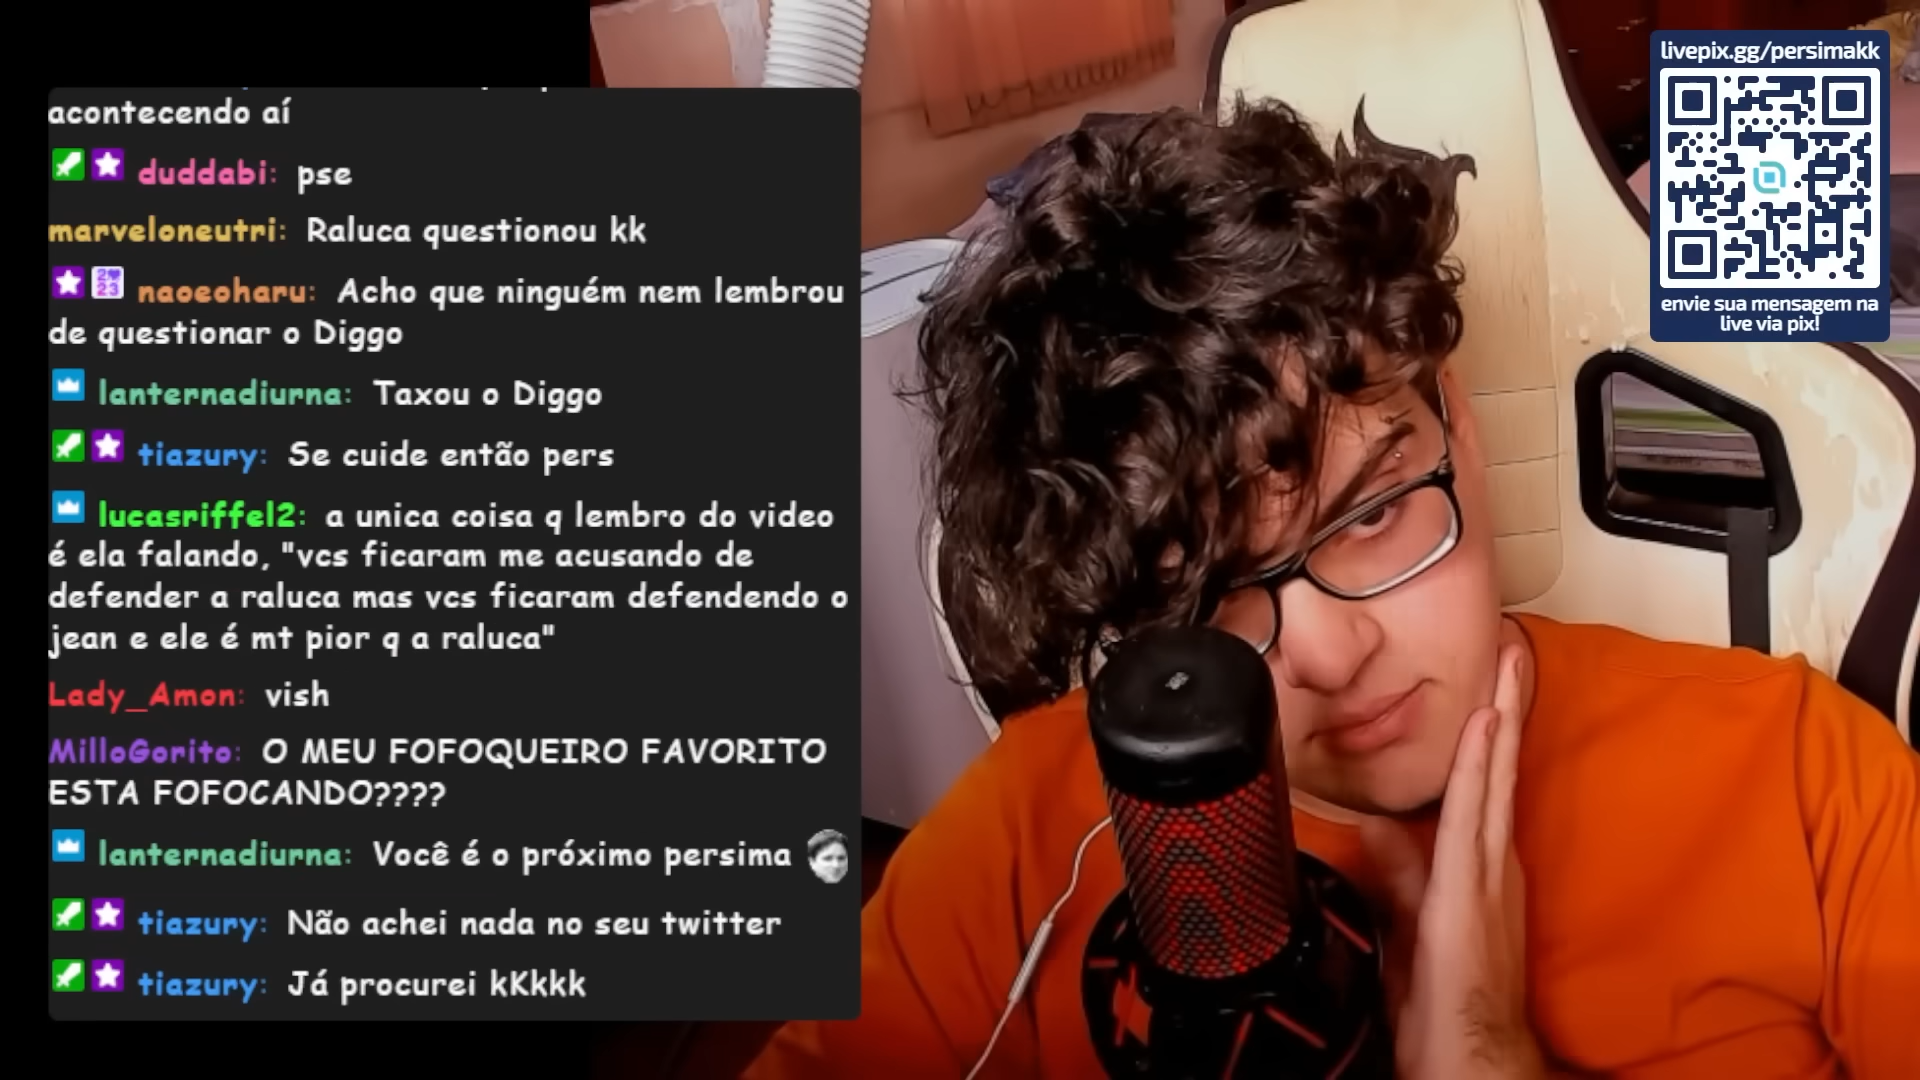 acontecendo aí
duddabi: pse
marveloneutri: Raluca questionou kk
naoeoharu: Acho que ninguém nem lembrou
de questionar o Diggo
lanternadiurna: Taxou o Diggo
tiazury: Se cuide então pers
lucasriffel2: a unica coisa q lembro do video
é ela falando, "vcs ficaram me acusando de
defender a raluca mas vcs ficaram defendendo o
jean e ele é mt pior q a raluca"
Lady_Amon: vish
MilloGorito: O MEU FOFOQUEIRO FAVORITO
ESTA FOFOCANDO????
lanternadiurna: Você é o próximo persima
tiazury: Não achei nada no seu twitter
tiazury: Já procurei kKkkk
livepix.gg/persimakk
envie sua mensagem na
live via pix!